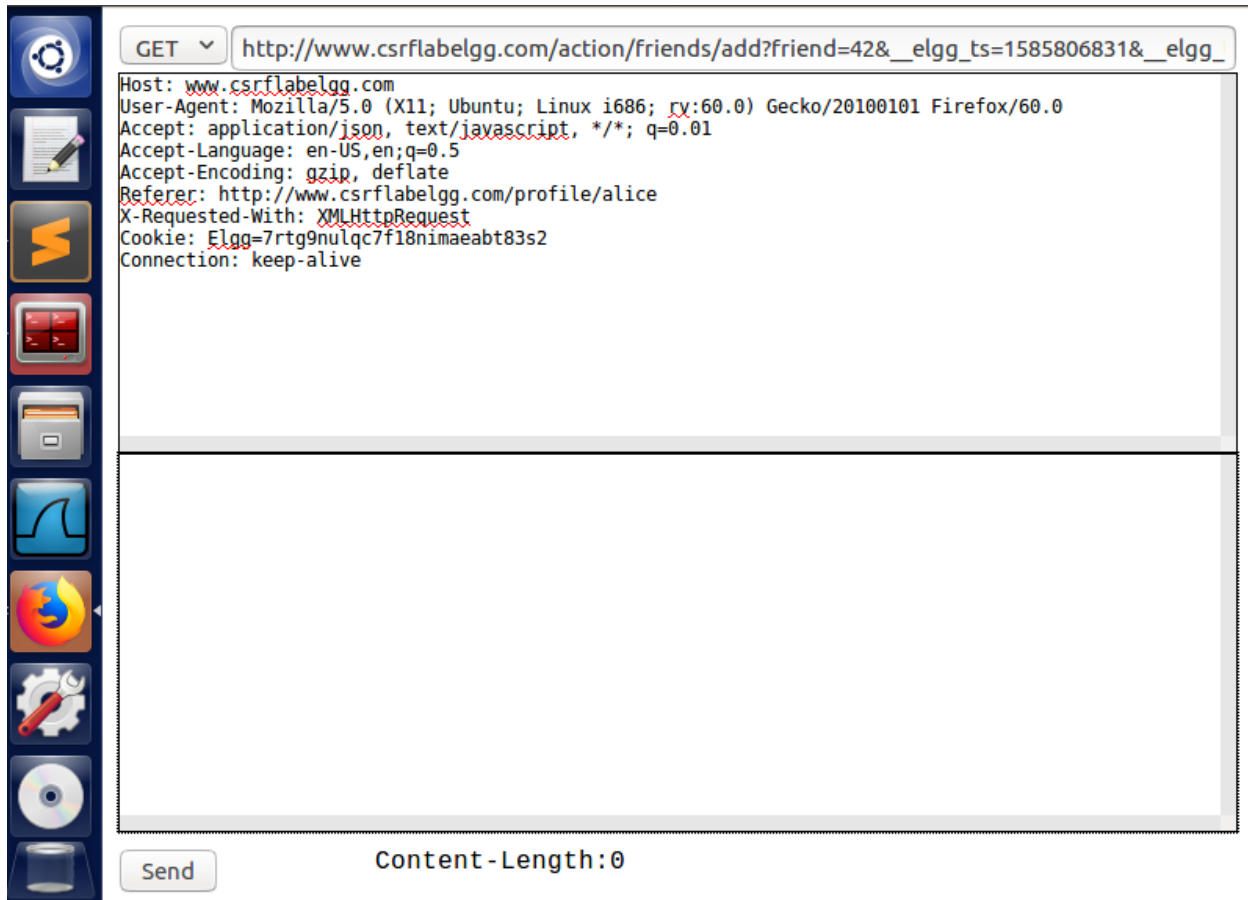 GET http://www.csrflabelgg.com/action/friends/add?friend=42&__elgg_ts=1585806831&__elgg_
Host: www.csrflabelgg.com
User-Agent: Mozilla/5.0 (X11; Ubuntu; Linux i686; rv:60.0) Gecko/20100101 Firefox/60.0
Accept: application/json, text/javascript, */*; q=0.01
Accept-Language: en-US,en;q=0.5
Accept-Encoding: gzip, deflate
Referer: http://www.csrflabelgg.com/profile/alice
X-Requested-With: XMLHttpRequest
Cookie: Elgg=7rtg9nulqc7f18nimaeabt83s2
Connection: keep-alive
Send Content-Length:0